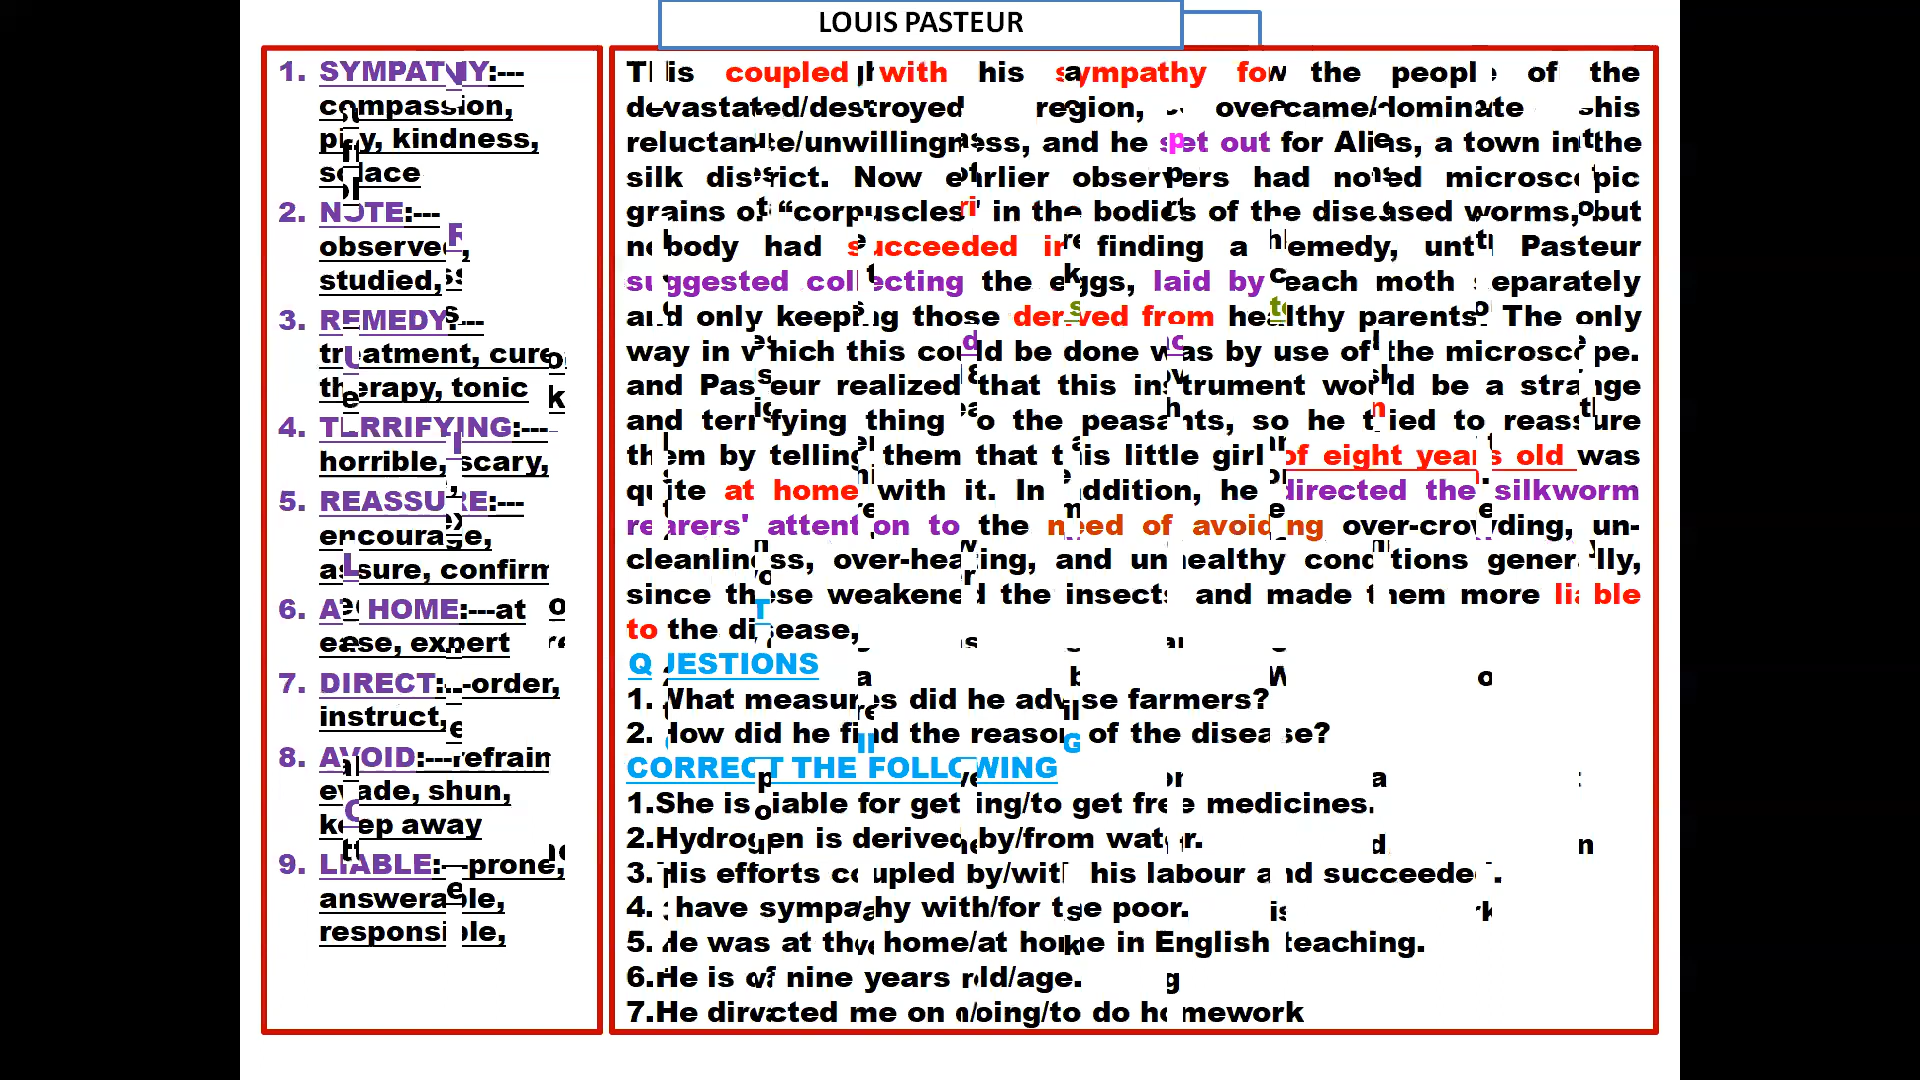 LOUIS PASTEUR
1. SYMPATHY:---
compassion,
pity, kindness,
solace
2. NOTE:---
observed,
studied,
3. REMEDY:---
treatment, cure
therapy, tonic
4. TERRIFYING:---
horrible, scary,
5. REASSURE:---
encourage,
assure, confirm
6. AT HOME:---at
ease, expert
7. DIRECT:---order,
instruct,
8. AVOID:---refrain
evade, shun,
keep away
9. LIABLE:---prone,
answerable,
responsible,
This coupled with his sympathy for the people of the
devastated/destroyed region, overcame/dominate his
reluctance/unwillingness, and he set out for Alias, a town in the
silk district. Now earlier observers had noted microscopic
grains or “corpuscles" in the bodies of the diseased worms, but
nobody had succeeded in finding a remedy, until Pasteur
suggested collecting the eggs, laid by each moth separately
and only keeping those derived from healthy parents. The only
way in which this could be done was by use of the microscope.
and Pasteur realized that this instrument would be a strange
and terrifying thing to the peasants, so he tried to reassure
them by telling them that this little girl of eight years old was
quite at home with it. In addition, he directed the silkworm
rearers' attention to the need of avoiding over-crowding, un-
cleanliness, over-heating, and unhealthy conditions generally,
since these weakened the insects and made them more liable
to the disease,
QUESTIONS
1. What measures did he advise farmers?
2. How did he find the reason of the disease?
CORRECT THE FOLLOWING
1.She is liable for getting/to get free medicines.
2.Hydrogen is derived by/from water.
3. His efforts coupled by/with his labour and succeeded.
4. I have sympathy with/for the poor.
5. He was at the home/at home in English teaching.
6.He is of nine years old/age.
7.He directed me on doing/to do homework